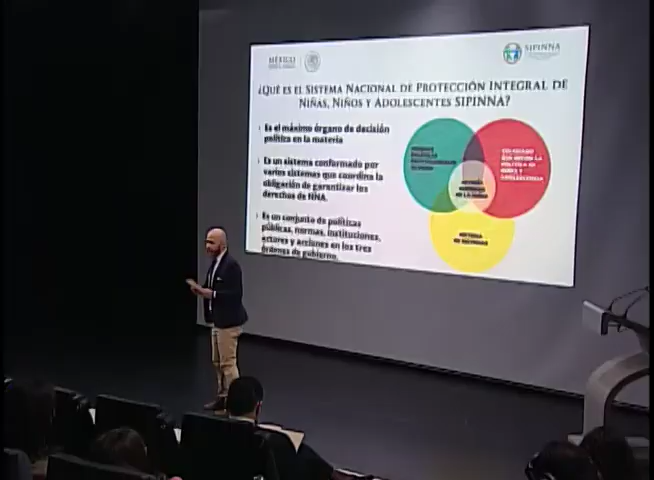 MÉXICO
SIPINNA
¿QUÉ ES EL SISTEMA NACIONAL DE PROTECCIÓN INTEGRAL DE
NIÑAS, NIÑOS Y ADOLESCENTES SIPINNA?
Es el máximo órgano de decisión
política en la materia
Es un sistema conformado por
varios sistemas que coordina la
obligación de garantizar los
derechos de NNA.
Es un conjunto de políticas
públicas, normas, instituciones,
actores y acciones en los tres
órdenes de gobierno.